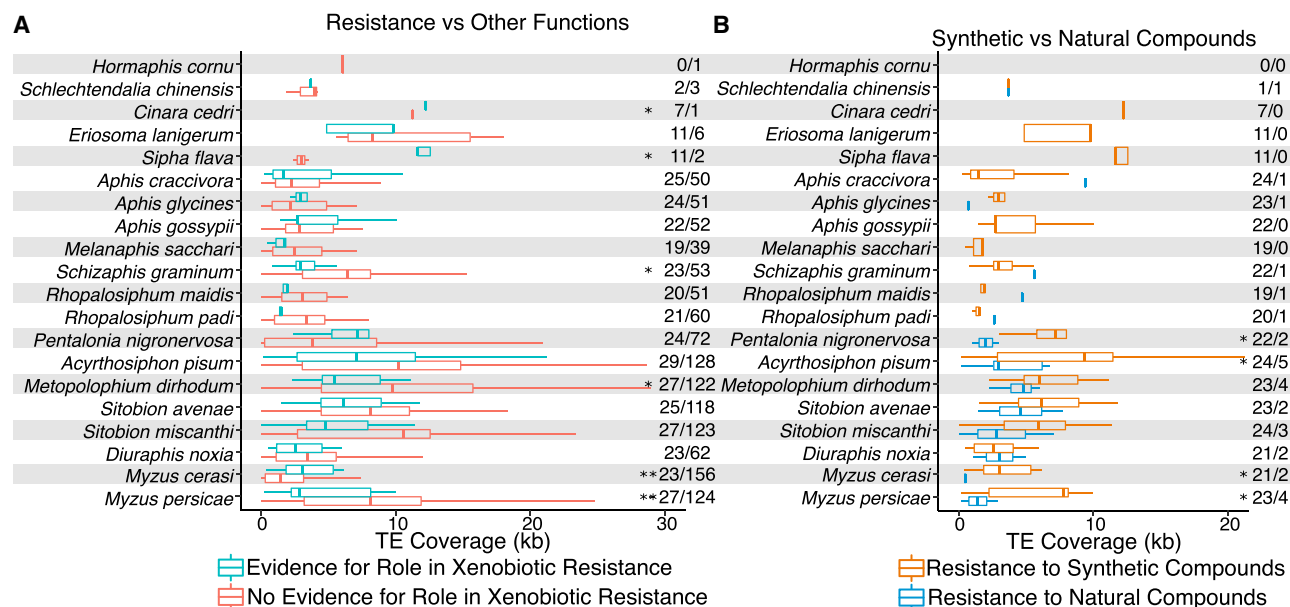 A
Resistance vs Other Functions
Hormaphis cornu 0/1
Schlechtendalia chinensis 2/3
Cinara cedri * 7/1
Eriosoma lanigerum 11/6
Sipha flava * 11/2
Aphis craccivora 25/50
Aphis glycines 24/51
Aphis gossypii 22/52
Melanaphis sacchari 19/39
Schizaphis graminum * 23/53
Rhopalosiphum maidis 20/51
Rhopalosiphum padi 21/60
Pentalonia nigronervosa 24/72
Acyrthosiphon pisum 29/128
Metopolophium dirhodum * 27/122
Sitobion avenae 25/118
Sitobion miscanthi 27/123
Diuraphis noxia 23/62
Myzus cerasi ** 23/156
Myzus persicae ** 27/124
0 10 20 30
TE Coverage (kb)
Evidence for Role in Xenobiotic Resistance
No Evidence for Role in Xenobiotic Resistance
B
Synthetic vs Natural Compounds
Hormaphis cornu 0/0
Schlechtendalia chinensis 1/1
Cinara cedri 7/0
Eriosoma lanigerum 11/0
Sipha flava 11/0
Aphis craccivora 24/1
Aphis glycines 23/1
Aphis gossypii 22/0
Melanaphis sacchari 19/0
Schizaphis graminum 22/1
Rhopalosiphum maidis 19/1
Rhopalosiphum padi 20/1
Pentalonia nigronervosa * 22/2
Acyrthosiphon pisum * 24/5
Metopolophium dirhodum 23/4
Sitobion avenae 23/2
Sitobion miscanthi 24/3
Diuraphis noxia 21/2
Myzus cerasi * 21/2
Myzus persicae * 23/4
0 10 20
TE Coverage (kb)
Resistance to Synthetic Compounds
Resistance to Natural Compounds